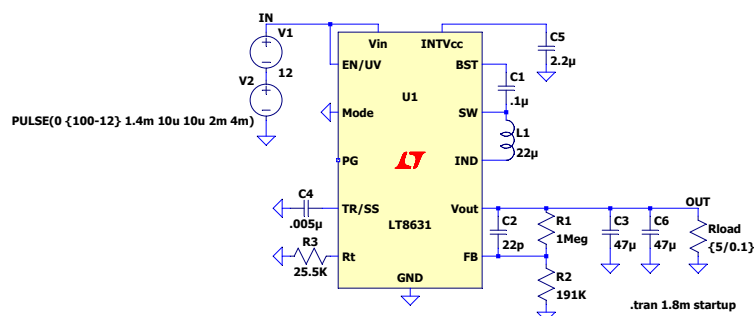 IN
V1
12
V2
PULSE(0 {100-12} 1.4m 10u 10u 2m 4m)
Vin
INTVcc
EN/UV
BST
U1
Mode
SW
PG
IND
TR/SS
Vout
LT8631
Rt
FB
GND
C5
2.2µ
C1
.1µ
L1
22µ
C4
.005µ
R3
25.5K
C2
22p
R1
1Meg
R2
191K
C3
47µ
C6
47µ
OUT
Rload
{5/0.1}
.tran 1.8m startup